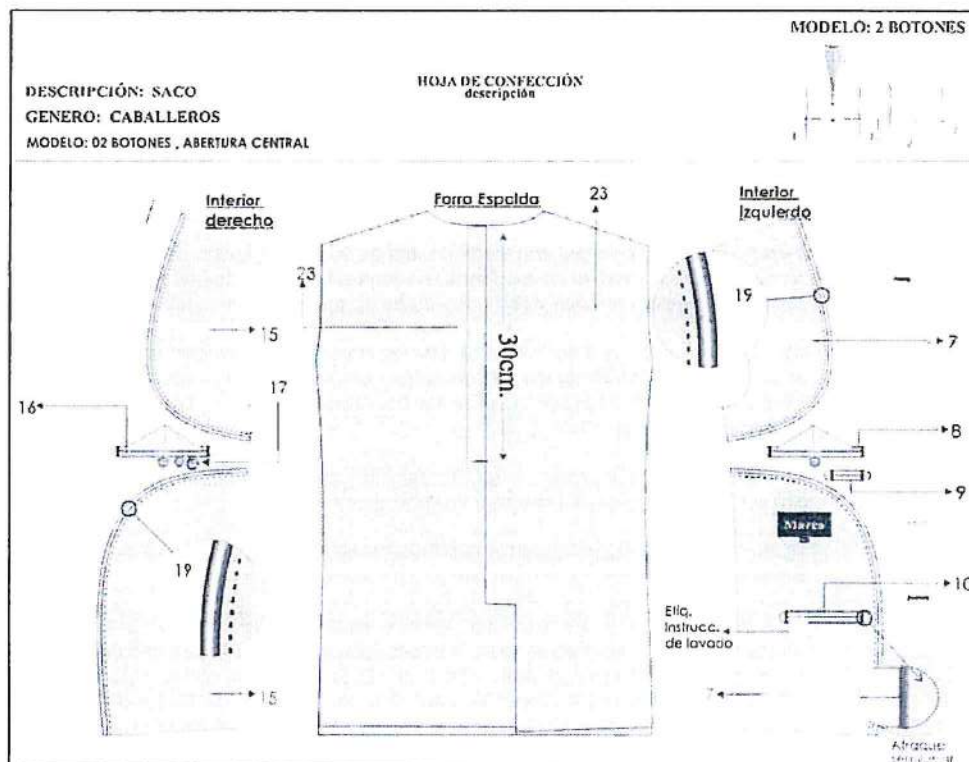 MODELO: 2 BOTONES
HOJA DE CONFECCIÓN
descripción
DESCRIPCIÓN: SACO
GENERO: CABALLEROS
MODELO: 02 BOTONES , ABERTURA CENTRAL
Interior
derecho
Forro Espalda
23
Interior
Izquierdo
23
19
15
7
30cm.
17
16
8
9
Marca
19
10
Etiq.
Instrucc.
de lavado
15
7
Atraque